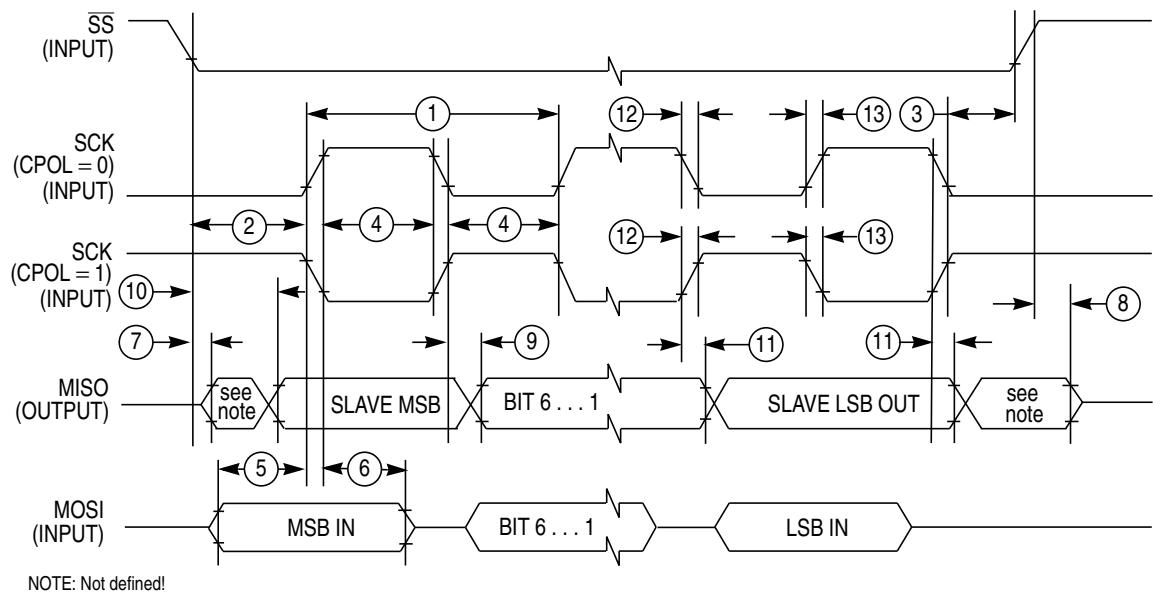 SS
(INPUT)
1
12
13
3
SCK
(CPOL = 0)
(INPUT)
2
4
4
12
13
SCK
(CPOL = 1)
(INPUT)
10
8
7
9
11
11
MISO
(OUTPUT)
see
note
SLAVE MSB
BIT 6 . . . 1
SLAVE LSB OUT
see
note
5
6
MOSI
(INPUT)
MSB IN
BIT 6 . . . 1
LSB IN
NOTE: Not defined!